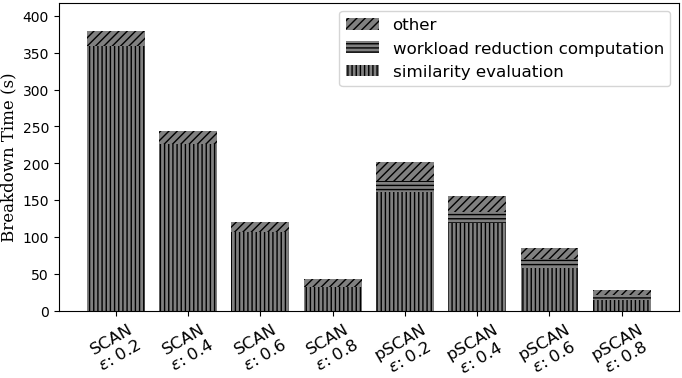 other
workload reduction computation
similarity evaluation
Breakdown Time (s)
400
350
300
250
200
150
100
50
0
SCAN
ε: 0.2
SCAN
ε: 0.4
SCAN
ε: 0.6
SCAN
ε: 0.8
pSCAN
ε: 0.2
pSCAN
ε: 0.4
pSCAN
ε: 0.6
pSCAN
ε: 0.8